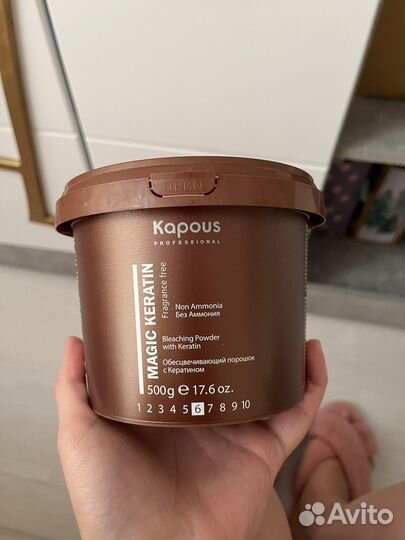 OPEN
Kapous
PROFESSIONAL
MAGIC KERATIN
Fragrance free
Non Ammonia
Без Аммония
Bleaching Powder
with Keratin
Обесцвечивающий порошок
с Кератином
500g ℮ 17.6 oz.
1 2 3 4 5 6 7 8 9 10
Avito